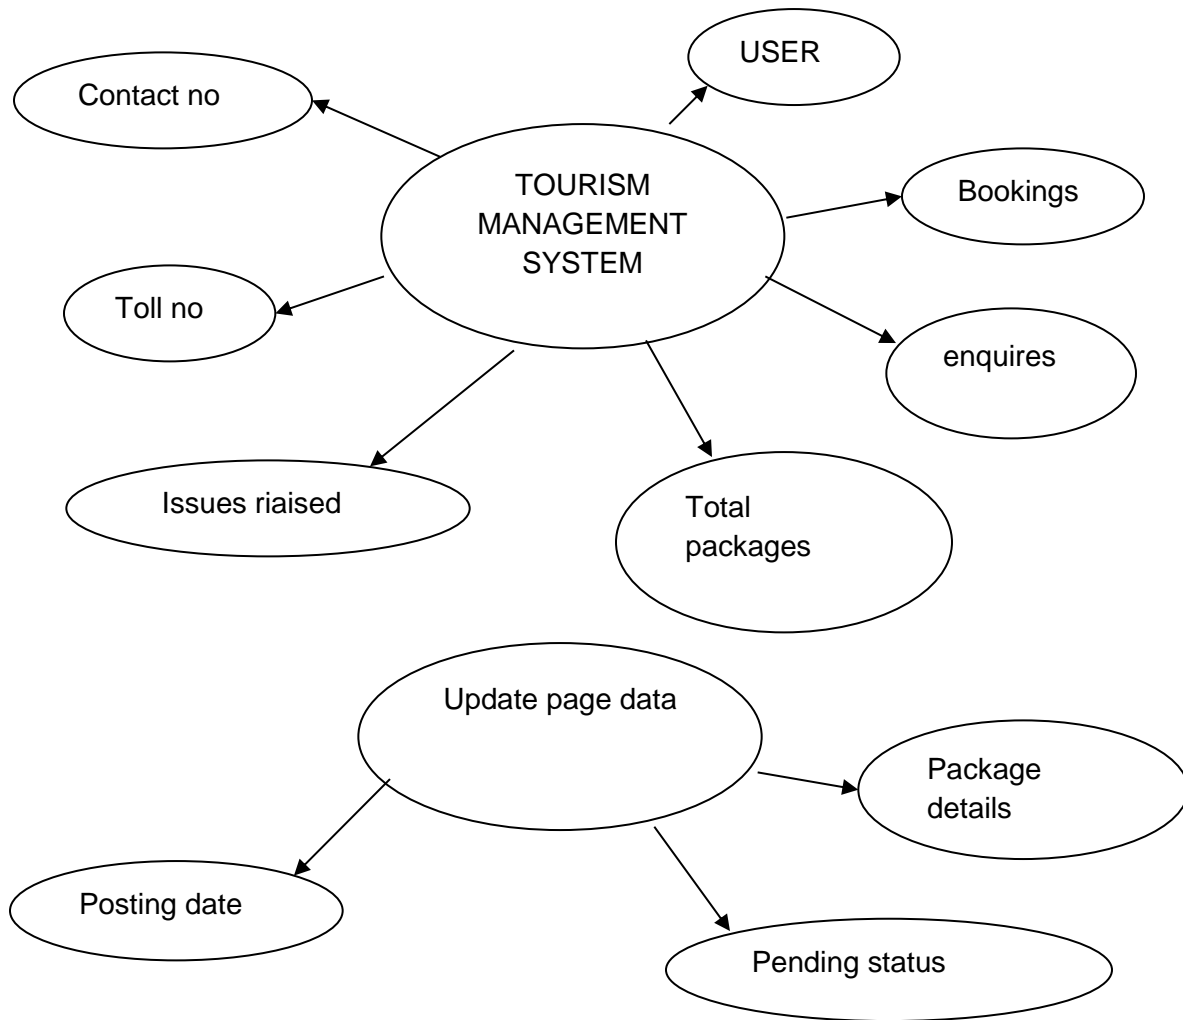 USER
Contact no
TOURISM
MANAGEMENT
SYSTEM
Bookings
Toll no
enquires
Issues riaised
Total
packages
Update page data
Package
details
Posting date
Pending status